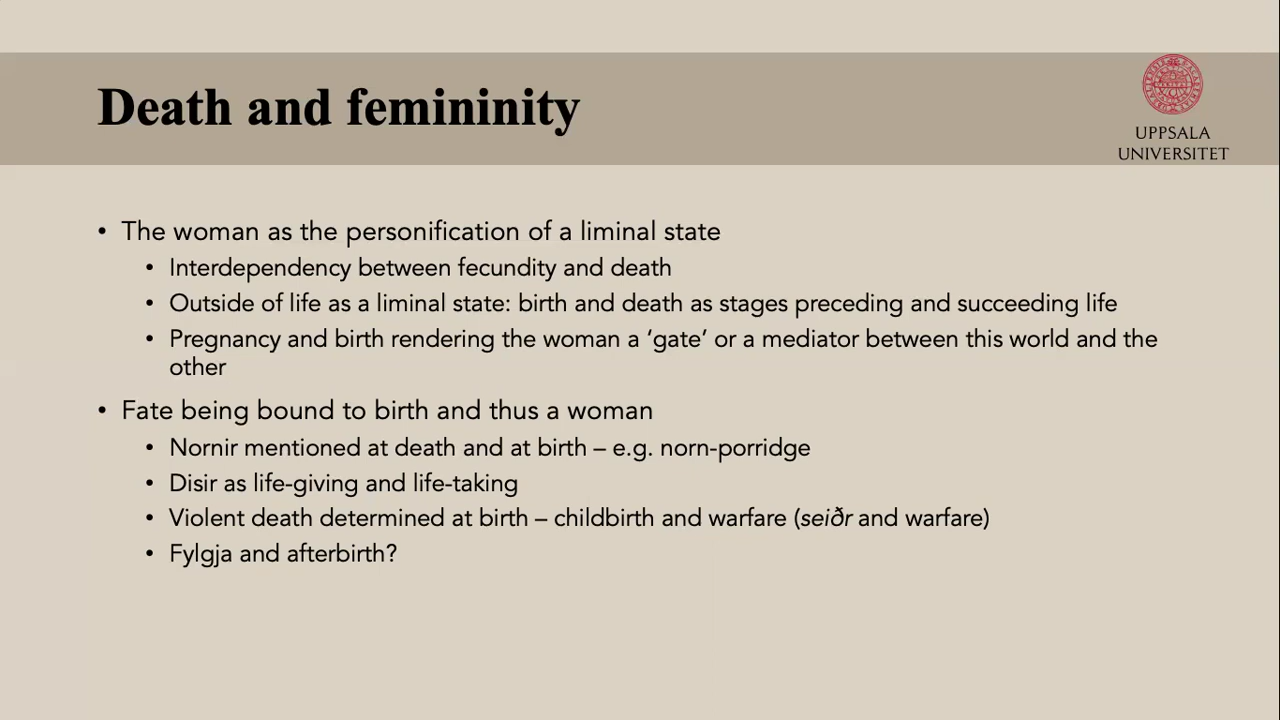 Death and femininity
UPPSALA
UNIVERSITET
• The woman as the personification of a liminal state
• Interdependency between fecundity and death
• Outside of life as a liminal state: birth and death as stages preceding and succeeding life
• Pregnancy and birth rendering the woman a ‘gate’ or a mediator between this world and the
other
• Fate being bound to birth and thus a woman
• Nornir mentioned at death and at birth – e.g. norn-porridge
• Disir as life-giving and life-taking
• Violent death determined at birth – childbirth and warfare (seiðr and warfare)
• Fylgja and afterbirth?